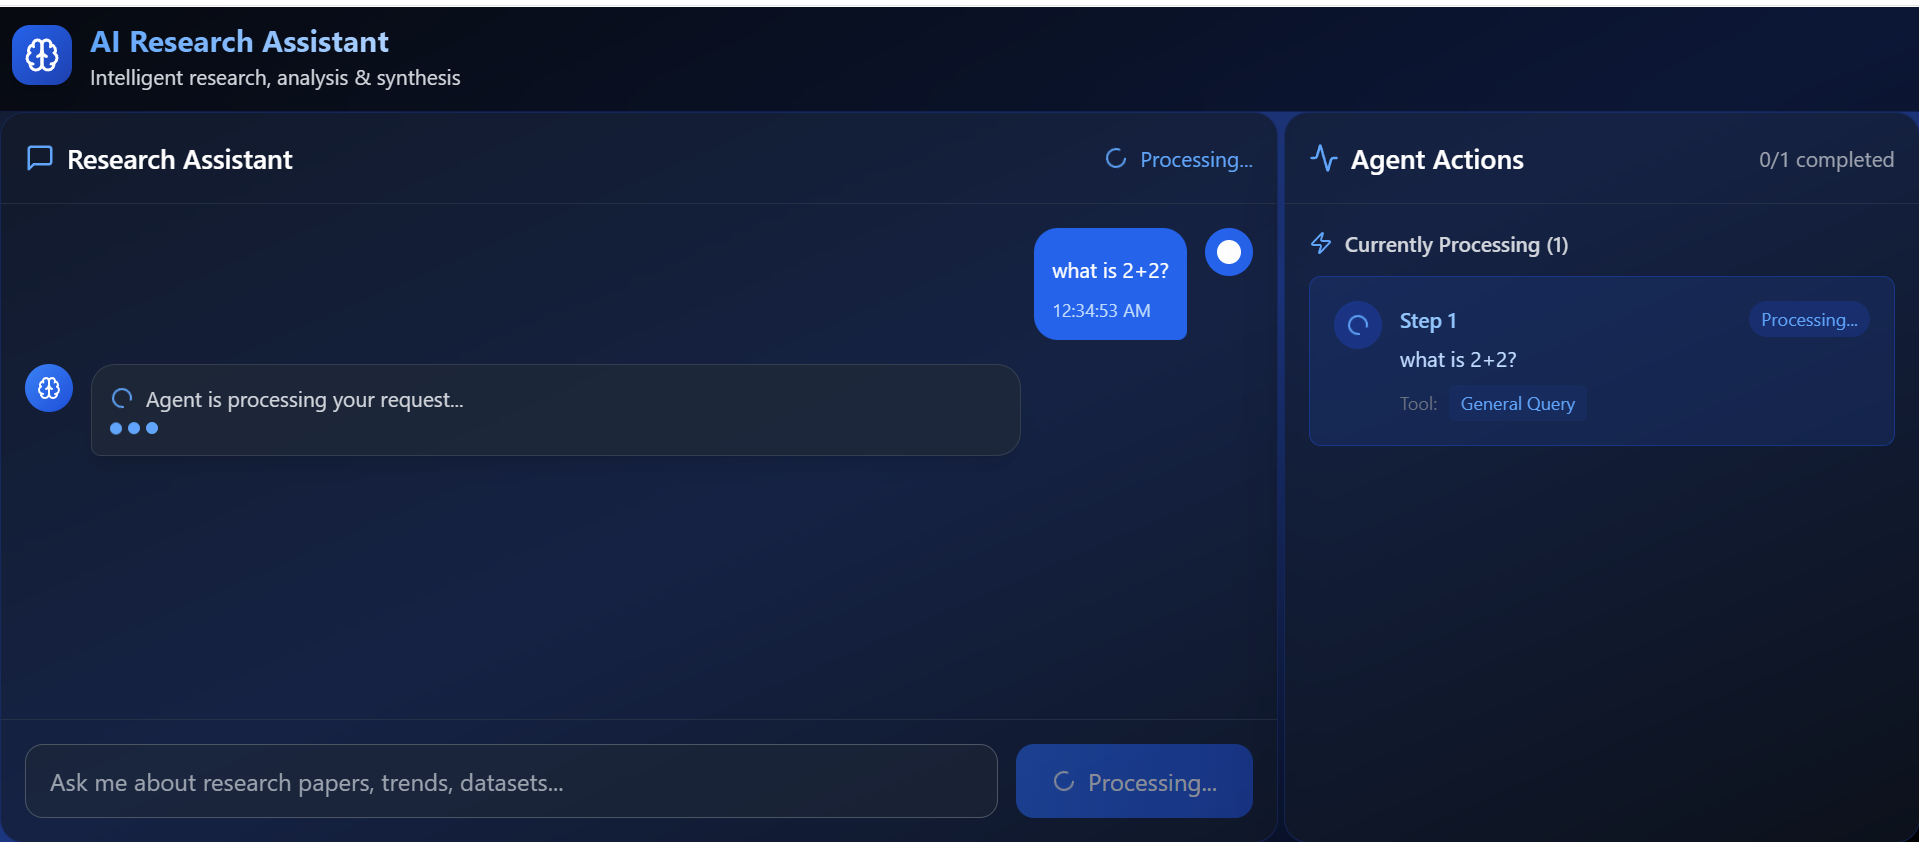 AI Research Assistant
Intelligent research, analysis & synthesis
Research Assistant
Processing...
what is 2+2?
12:34:53 AM
Agent is processing your request...
Ask me about research papers, trends, datasets...
Processing...
Agent Actions
0/1 completed
Currently Processing (1)
Step 1
Processing...
what is 2+2?
Tool: General Query